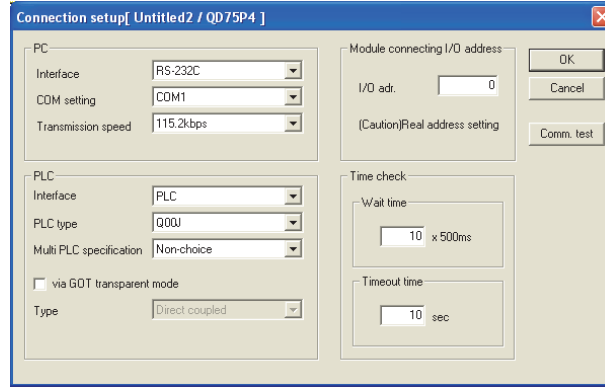 Connection setup[ Untitled2 / QD75P4 ]
PC
Interface RS-232C
COM setting COM1
Transmission speed 115.2kbps
Module connecting I/O address
I/O adr. 0
(Caution)Real address setting
OK
Cancel
Comm. test
PLC
Interface PLC
PLC type Q00J
Multi PLC specification Non-choice
via GOT transparent mode
Type Direct coupled
Time check
Wait time
10 x 500ms
Timeout time
10 sec